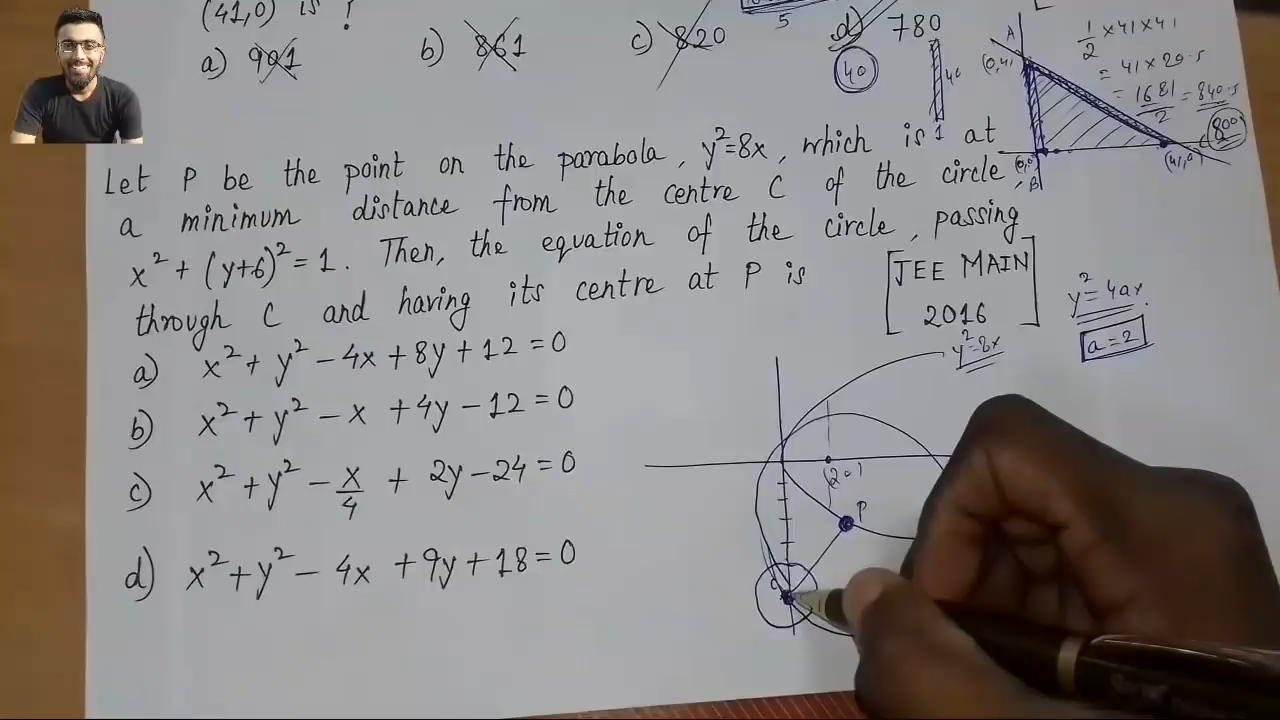 (41,0) is ?
a) 901 b) 861 c) 820 d) 780
40
5
40
1
A
(0,41)
(0,0)
B
(41,0)
1/2 × 41 × 41
= 41 × 20.5
= 1681/2 = 840.5
800
Let P be the point on the parabola, y²=8x, which is at
a minimum distance from the centre C of the circle,
x² + (y+6)² = 1. Then, the equation of the circle, passing
through C and having its centre at P is
[JEE MAIN
2016]
y² = 4ax.
a = 2
a) x² + y² - 4x + 8y + 12 = 0
b) x² + y² - x + 4y - 12 = 0
c) x² + y² - x/4 + 2y - 24 = 0
d) x² + y² - 4x + 9y + 18 = 0
y²=8x
(2,0)
P
C